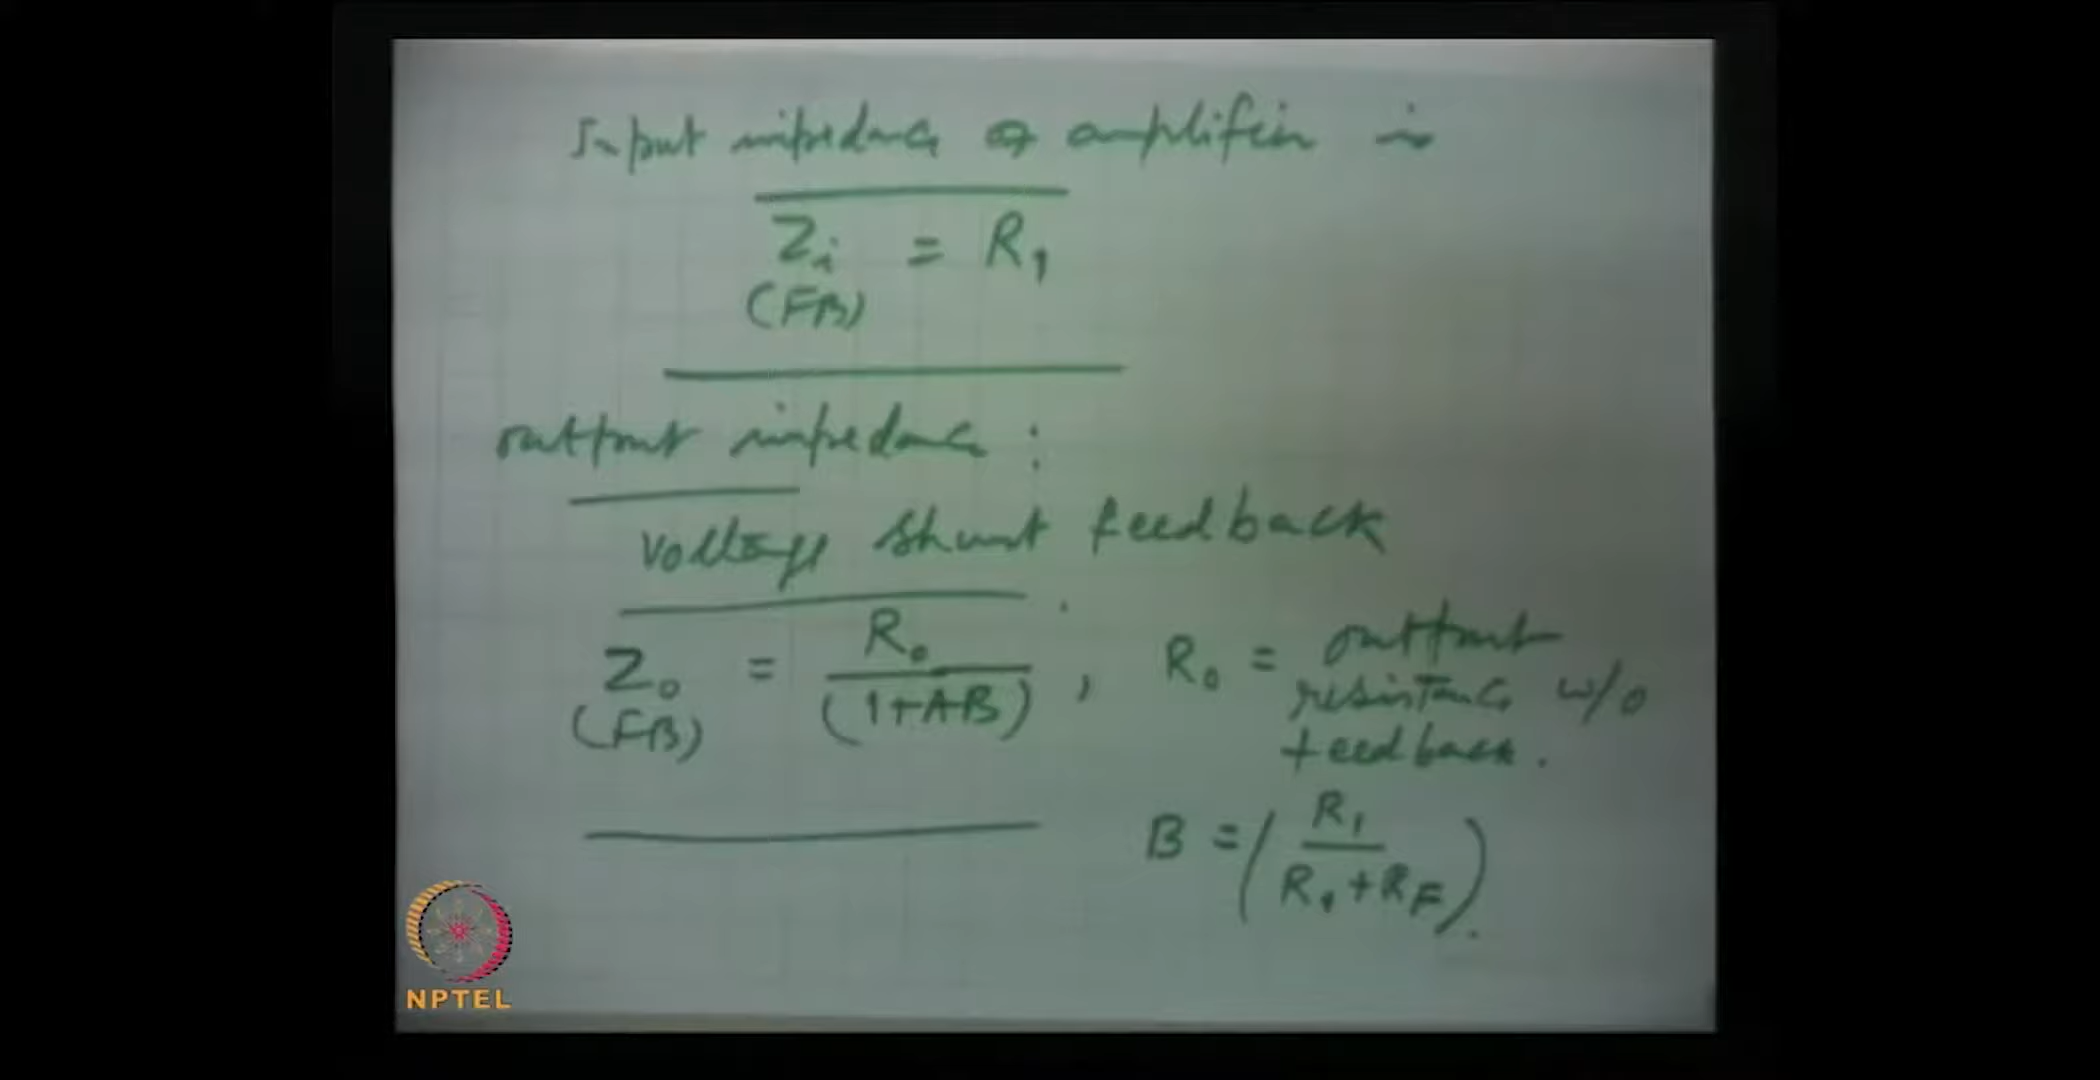 Input impedance of amplifier is
Zi = R1
(FB)
output impedance :
voltage shunt feedback
Zo = Ro / (1+AB) , Ro = output
(FB)
resistance w/o
feedback.
B = ( R1 / R1+RF ).
NPTEL